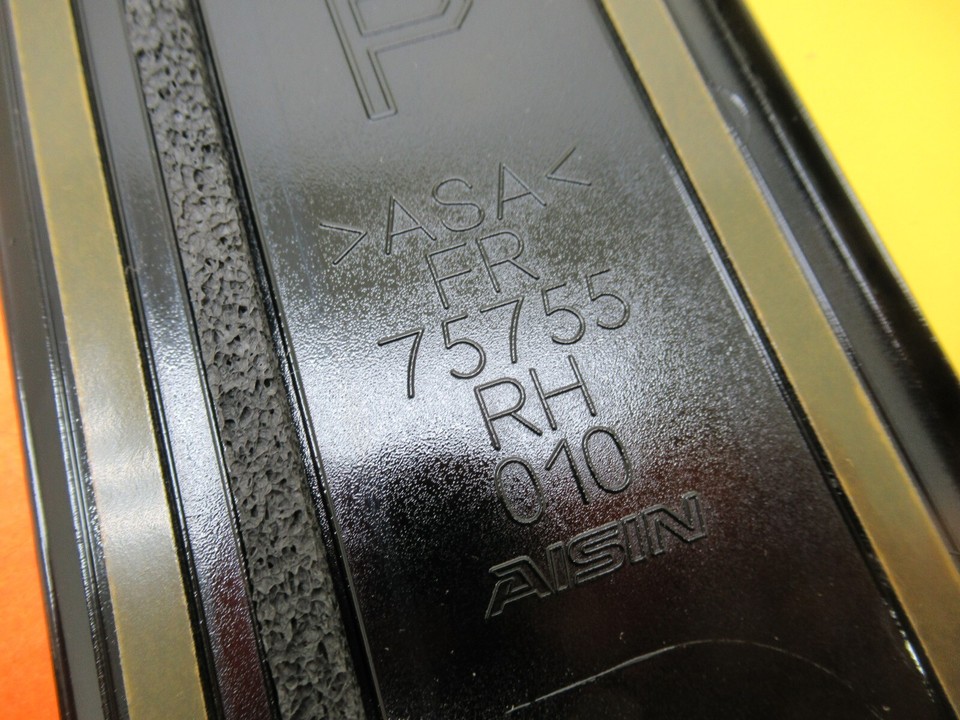 P
>ASA<
FR
75755
RH
010
AISIN